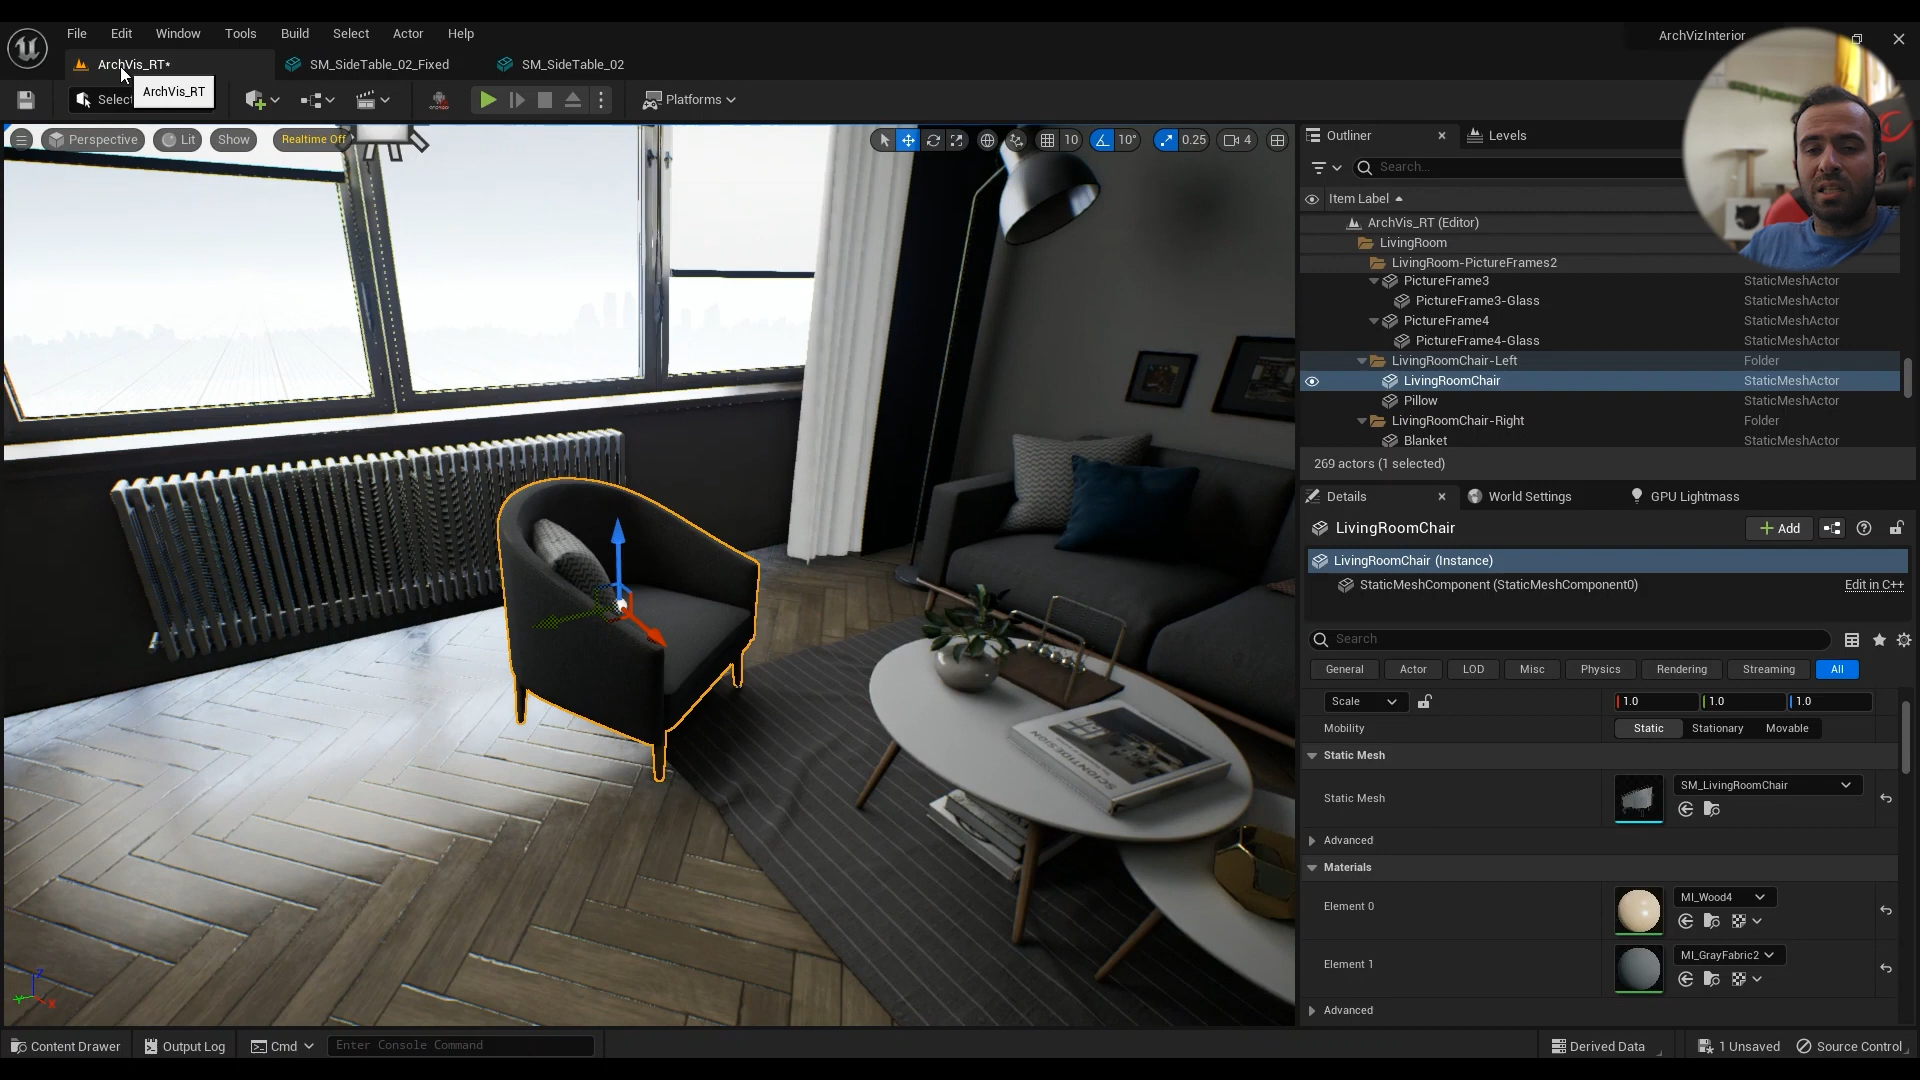 File Edit Window Tools Build Select Actor Help
ArchVizInterior
ArchVis_RT*
SM_SideTable_02_Fixed
SM_SideTable_02
Select
ArchVis_RT
Platforms
Perspective
Lit
Show
Realtime Off
10
10°
0.25
4
Outliner
Levels
Search...
Item Label
ArchVis_RT (Editor)
LivingRoom
LivingRoom-PictureFrames2
PictureFrame3 StaticMeshActor
PictureFrame3-Glass StaticMeshActor
PictureFrame4 StaticMeshActor
PictureFrame4-Glass StaticMeshActor
LivingRoomChair-Left Folder
LivingRoomChair StaticMeshActor
Pillow StaticMeshActor
LivingRoomChair-Right Folder
Blanket StaticMeshActor
269 actors (1 selected)
Details
World Settings
GPU Lightmass
LivingRoomChair
Add
LivingRoomChair (Instance)
StaticMeshComponent (StaticMeshComponent0)
Edit in C++
Search
General Actor LOD Misc Physics Rendering Streaming All
Scale
1.0 1.0 1.0
Mobility
Static Stationary Movable
Static Mesh
Static Mesh
SM_LivingRoomChair
Advanced
Materials
Element 0
MI_Wood4
Element 1
MI_GrayFabric2
Advanced
Content Drawer
Output Log
Cmd
Enter Console Command
Derived Data
1 Unsaved
Source Control